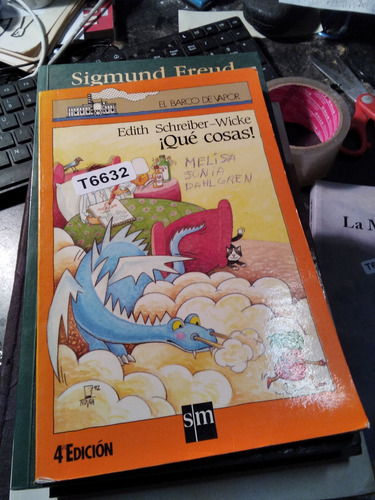 Sigmund Freud
EL BARCO DE VAPOR
Edith Schreiber-Wicke
¡Qué cosas!
T6632
MELISA
SONIA
DAHLGREN
La M
4ª EDICIÓN
sm